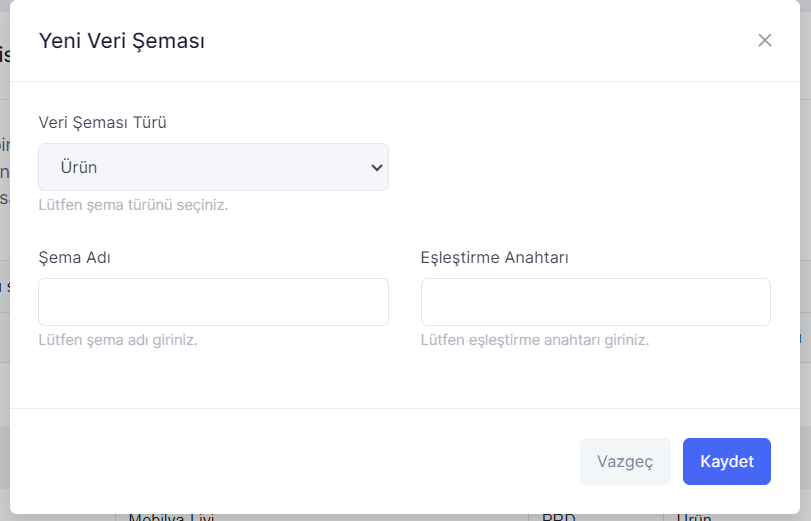 Yeni Veri Şeması
Veri Şeması Türü
Ürün
Lütfen şema türünü seçiniz.
Şema Adı
Eşleştirme Anahtarı
Lütfen şema adı giriniz.
Lütfen eşleştirme anahtarı giriniz.
Vazgeç
Kaydet